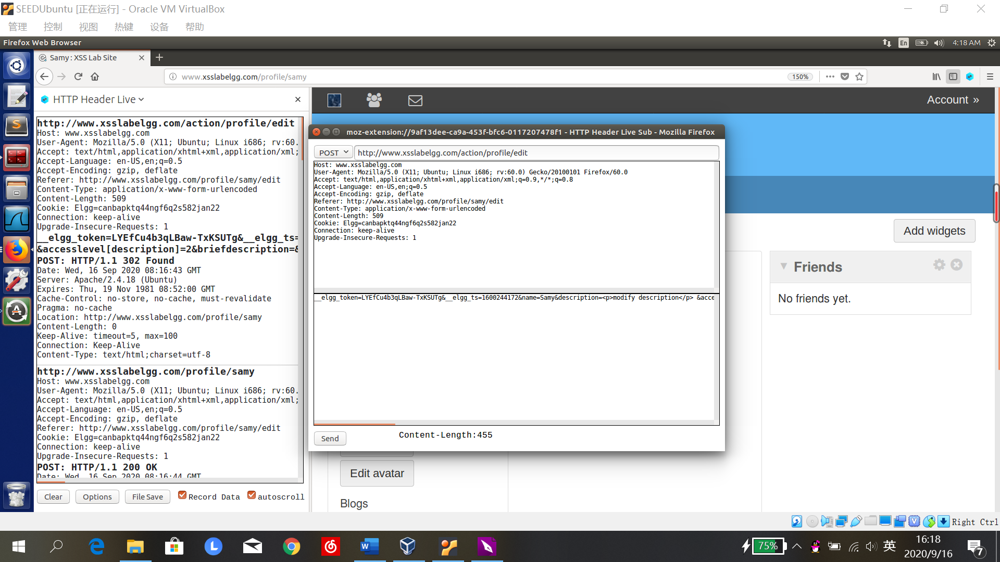 SEEDUbuntu [正在运行] - Oracle VM VirtualBox
管理 控制 视图 热键 设备 帮助
Firefox Web Browser
En
4:18 AM
Samy : XSS Lab Site
www.xsslabelgg.com/profile/samy
150%
HTTP Header Live
http://www.xsslabelgg.com/action/profile/edit
Host: www.xsslabelgg.com
User-Agent: Mozilla/5.0 (X11; Ubuntu; Linux i686; rv:60.
Accept: text/html,application/xhtml+xml,application/xml;
Accept-Language: en-US,en;q=0.5
Accept-Encoding: gzip, deflate
Referer: http://www.xsslabelgg.com/profile/samy/edit
Content-Type: application/x-www-form-urlencoded
Content-Length: 509
Cookie: Elgg=canbapktq44ngf6q2s582jan22
Connection: keep-alive
Upgrade-Insecure-Requests: 1
__elgg_token=LYEfCu4b3qLBaw-TxKSUTg&__elgg_ts=
&accesslevel[description]=2&briefdescription=&
POST: HTTP/1.1 302 Found
Date: Wed, 16 Sep 2020 08:16:43 GMT
Server: Apache/2.4.18 (Ubuntu)
Expires: Thu, 19 Nov 1981 08:52:00 GMT
Cache-Control: no-store, no-cache, must-revalidate
Pragma: no-cache
Location: http://www.xsslabelgg.com/profile/samy
Content-Length: 0
Keep-Alive: timeout=5, max=100
Connection: Keep-Alive
Content-Type: text/html;charset=utf-8
http://www.xsslabelgg.com/profile/samy
Host: www.xsslabelgg.com
User-Agent: Mozilla/5.0 (X11; Ubuntu; Linux i686; rv:60.
Accept: text/html,application/xhtml+xml,application/xml;
Accept-Language: en-US,en;q=0.5
Accept-Encoding: gzip, deflate
Referer: http://www.xsslabelgg.com/profile/samy/edit
Cookie: Elgg=canbapktq44ngf6q2s582jan22
Connection: keep-alive
Upgrade-Insecure-Requests: 1
POST: HTTP/1.1 200 OK
Date: Wed, 16 Sep 2020 08:16:44 GMT
Clear
Options
File Save
Record Data
autoscroll
Account »
moz-extension://9af13dee-ca9a-453f-bfc6-0117207478f1 - HTTP Header Live Sub - Mozilla Firefox
POST
http://www.xsslabelgg.com/action/profile/edit
Host: www.xsslabelgg.com
User-Agent: Mozilla/5.0 (X11; Ubuntu; Linux i686; rv:60.0) Gecko/20100101 Firefox/60.0
Accept: text/html,application/xhtml+xml,application/xml;q=0.9,*/*;q=0.8
Accept-Language: en-US,en;q=0.5
Accept-Encoding: gzip, deflate
Referer: http://www.xsslabelgg.com/profile/samy/edit
Content-Type: application/x-www-form-urlencoded
Content-Length: 509
Cookie: Elgg=canbapktq44ngf6q2s582jan22
Connection: keep-alive
Upgrade-Insecure-Requests: 1
__elgg_token=LYEfCu4b3qLBaw-TxKSUTg&__elgg_ts=1600244172&name=Samy&description=<p>modify description</p> &acce
Send
Content-Length:455
Add widgets
Friends
No friends yet.
Edit avatar
Blogs
Right Ctrl
75%
英
16:18
2020/9/16
7